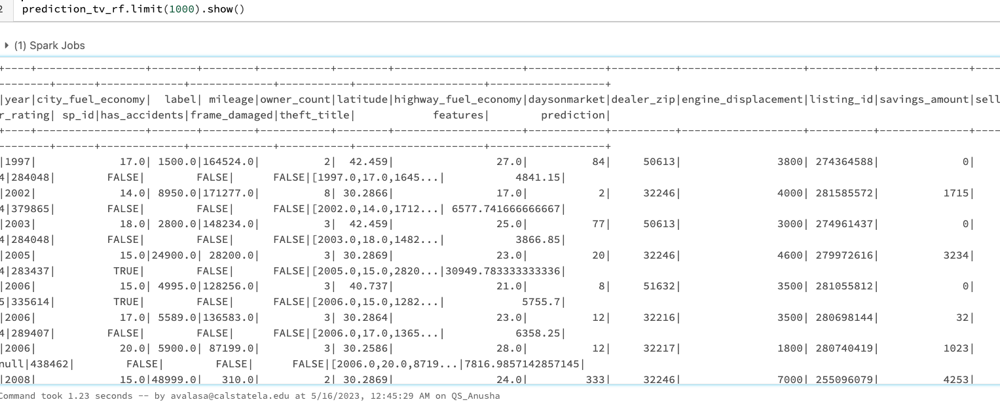 2 prediction_tv_rf.limit(1000).show()
(1) Spark Jobs
+----+-----------------+-------+--------+-----------+--------+--------------------+------------+----------+-------------------+----------+--------------+----
--------+------+-------------+-------------+-----------+--------------------+------------------+
|year|city_fuel_economy|  label| mileage|owner_count|latitude|highway_fuel_economy|daysonmarket|dealer_zip|engine_displacement|listing_id|savings_amount|sell
r_rating| sp_id|has_accidents|frame_damaged|theft_title|            features|        prediction|
+----+-----------------+-------+--------+-----------+--------+--------------------+------------+----------+-------------------+----------+--------------+----
--------+------+-------------+-------------+-----------+--------------------+------------------+
|1997|             17.0| 1500.0|164524.0|          2|  42.459|                27.0|          84|     50613|               3800| 274364588|             0|
4|284048|        FALSE|        FALSE|      FALSE|[1997.0,17.0,1645...|           4841.15|
|2002|             14.0| 8950.0|171277.0|          8| 30.2866|                17.0|           2|     32246|               4000| 281585572|          1715|
4|379865|        FALSE|        FALSE|      FALSE|[2002.0,14.0,1712...| 6577.741666666667|
|2003|             18.0| 2800.0|148234.0|          3|  42.459|                25.0|          77|     50613|               3000| 274961437|             0|
4|284048|        FALSE|        FALSE|      FALSE|[2003.0,18.0,1482...|           3866.85|
|2005|             15.0|24900.0| 28200.0|          3| 30.2869|                23.0|          20|     32246|               4600| 279972616|          3234|
4|283437|         TRUE|        FALSE|      FALSE|[2005.0,15.0,2820...|30949.783333333336|
|2006|             15.0| 4995.0|128256.0|          3|  40.737|                21.0|           8|     51632|               3500| 281055812|             0|
5|335614|         TRUE|        FALSE|      FALSE|[2006.0,15.0,1282...|            5755.7|
|2006|             17.0| 5589.0|136583.0|          3| 30.2864|                23.0|          12|     32216|               3500| 280698144|            32|
4|289407|        FALSE|        FALSE|      FALSE|[2006.0,17.0,1365...|           6358.25|
|2006|             20.0| 5900.0| 87199.0|          3| 30.2586|                28.0|          12|     32217|               1800| 280740419|          1023|
null|438462|        FALSE|        FALSE|      FALSE|[2006.0,20.0,8719...|7816.9857142857145|
|2008|             15.0|48999.0|   310.0|          2| 30.2869|                24.0|         333|     32246|               7000| 255096079|          4253|
Command took 1.23 seconds -- by avalasa@calstatela.edu at 5/16/2023, 12:45:29 AM on QS_Anusha